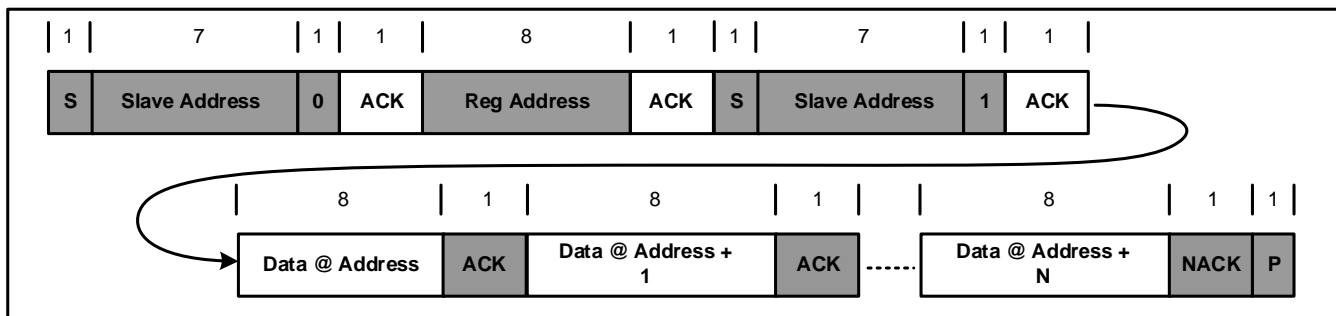 1 7 1 1 8 1 1 7 1 1
S Slave Address 0 ACK Reg Address ACK S Slave Address 1 ACK
8 1 8 1 8 1 1
Data @ Address ACK Data @ Address + 1 ACK Data @ Address + N NACK P